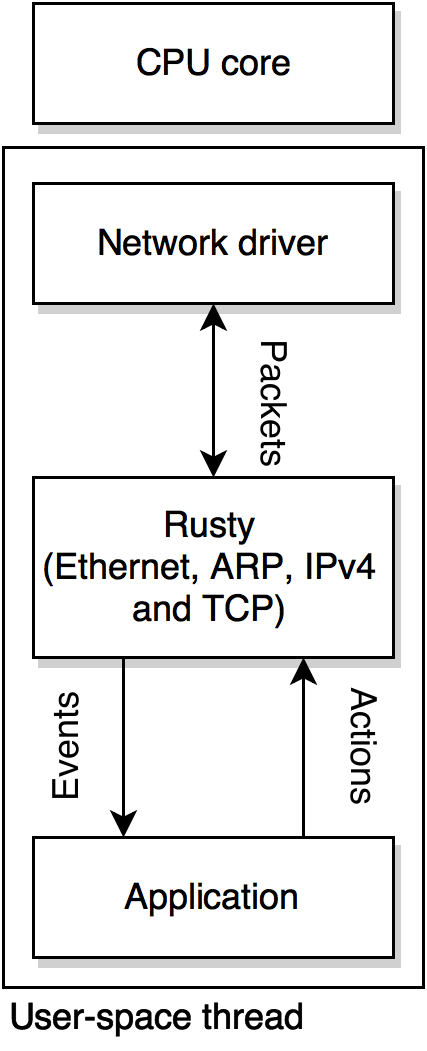 CPU core
Network driver
Packets
Rusty
(Ethernet, ARP, IPv4
and TCP)
Events
Actions
Application
User-space thread